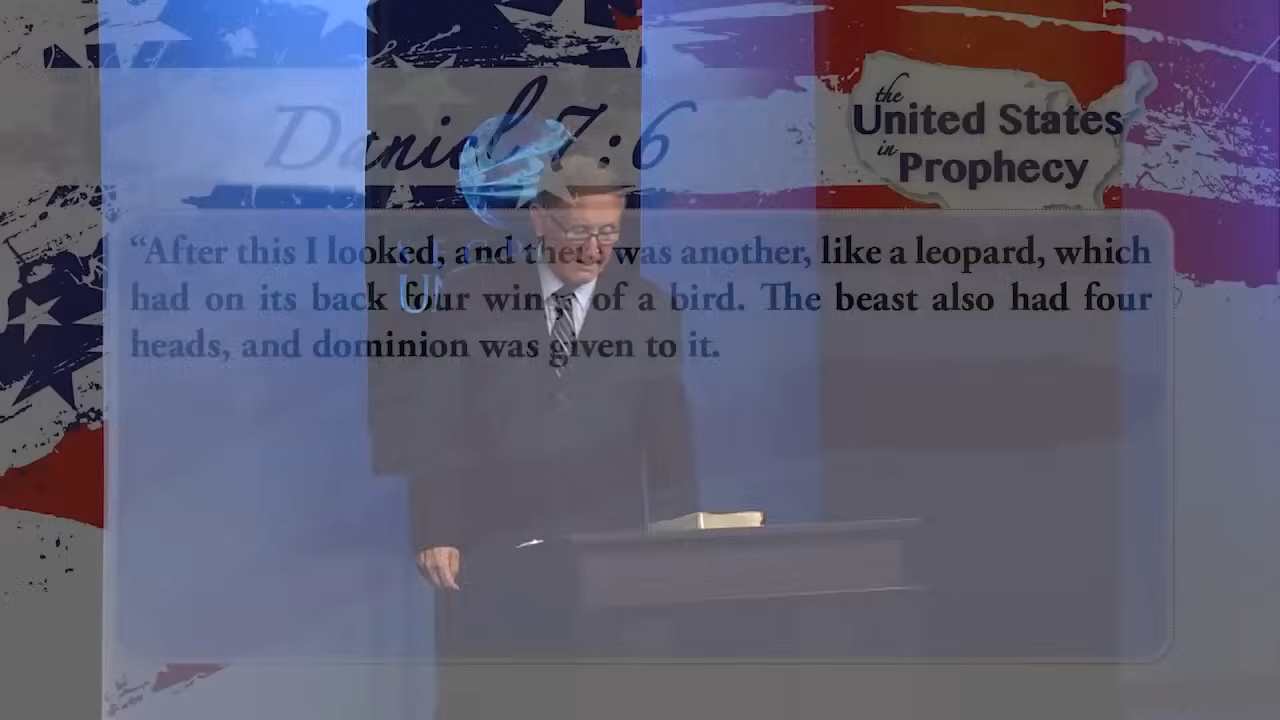 Daniel 7:6
the
United States
in
Prophecy
“After this I looked, and there was another, like a leopard, which
had on its back four wings of a bird. The beast also had four
heads, and dominion was given to it.